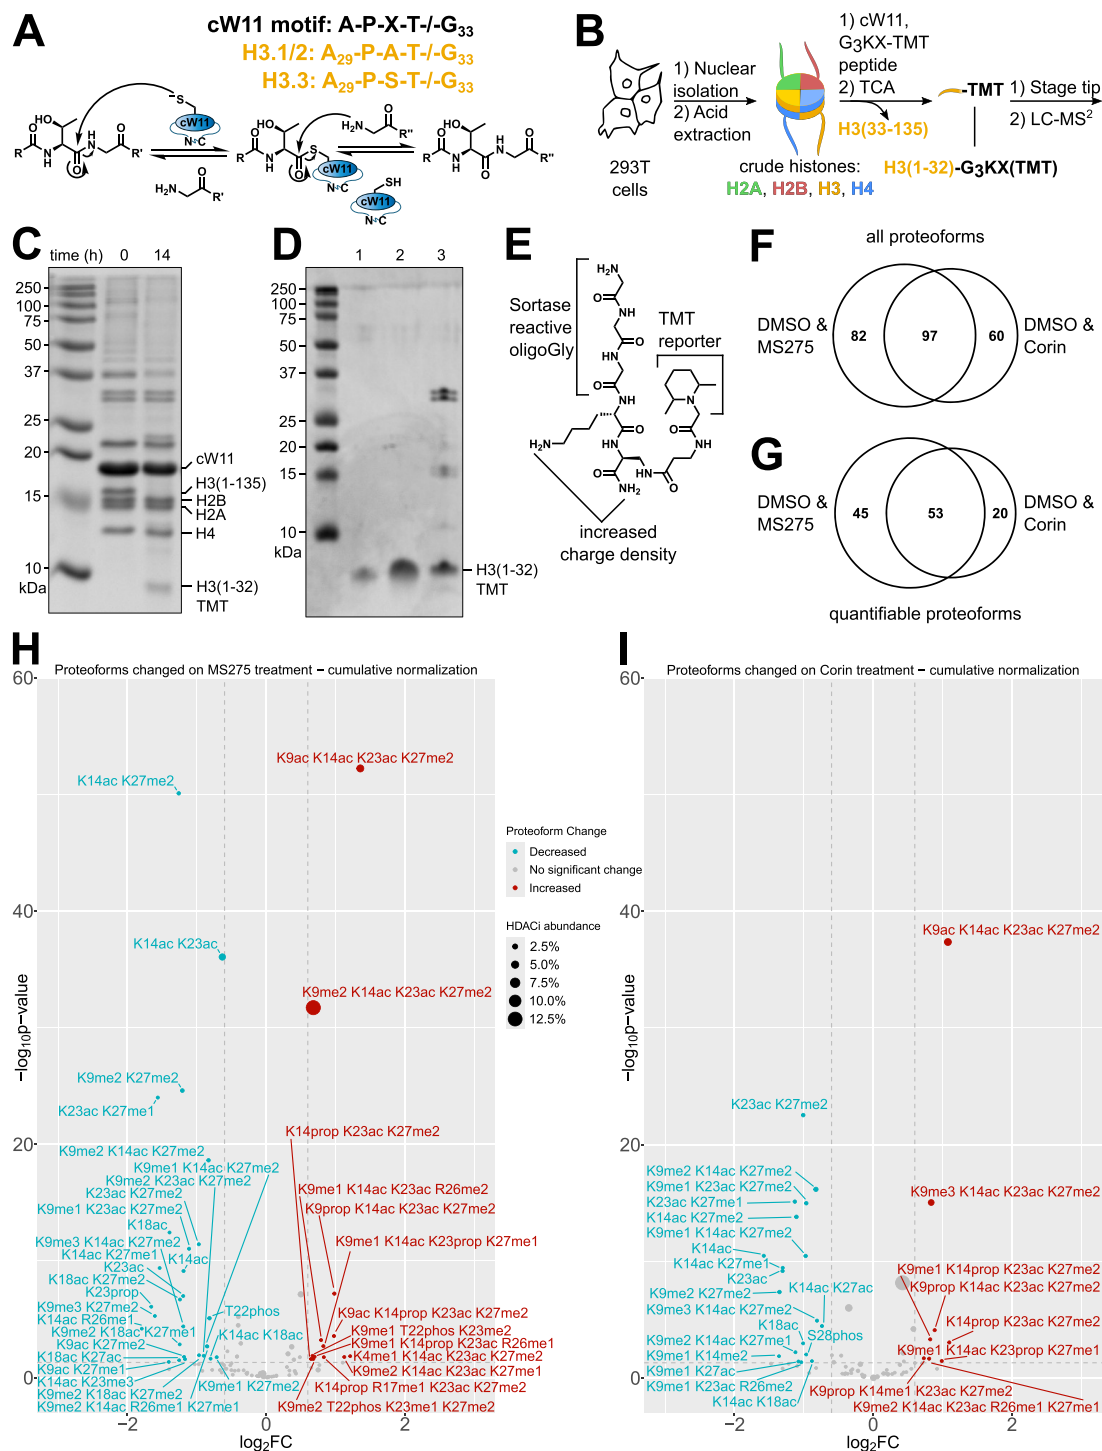 A
cW11 motif: A-P-X-T-/-G33
H3.1/2: A29-P-A-T-/-G33
H3.3: A29-P-S-T-/-G33
HO
-S
cW11
N-C
R
N
H
O
H
N
R'
H2N
O
R'
HO
R
N
H
O
S
cW11
N-C
H2N
O
R''
SH
cW11
N-C
HO
R
N
H
O
H
N
O
R''
B
1) Nuclear
isolation
2) Acid
extraction
293T
cells
crude histones:
H2A, H2B, H3, H4
1) cW11,
G3KX-TMT
peptide
2) TCA
H3(33-135)
-TMT
H3(1-32)-G3KX(TMT)
1) Stage tip
2) LC-MS2
C
time (h) 0 14
250
100
75
50
37
25
20
15
10
kDa
cW11
H3(1-135)
H2B
H2A
H4
H3(1-32)
TMT
D
1 2 3
250
100
75
50
37
25
20
15
10
kDa
H3(1-32)
TMT
E
Sortase
reactive
oligoGly
TMT
reporter
H2N
O
NH
O
NH
O
NH
O
H2N
NH
O
NH2
N
H
O
NH
O
N
increased
charge density
F
all proteoforms
DMSO &
MS275
82
97
60
DMSO &
Corin
G
DMSO &
MS275
45
53
20
DMSO &
Corin
quantifiable proteoforms
H
Proteoforms changed on MS275 treatment − cumulative normalization
60
40
20
0
−log10p−value
−2
0
2
log2FC
K9ac K14ac K23ac K27me2
K14ac K27me2
K14ac K23ac
K9me2 K14ac K23ac K27me2
K9me2 K27me2
K23ac K27me1
K14prop K23ac K27me2
K9me2 K14ac K27me2
K9me1 K14ac K27me2
K9me2 K23ac K27me2
K23ac K27me2
K9me1 K23ac K27me2
K18ac
K9me3 K14ac K27me2
K14ac
K14ac K27me1
K23ac
K18ac K27me2
K23prop
K9me3 K27me2
K14ac R26me1
K9me2 K18ac K27me1
K9ac K27me2
K18ac K27ac
K9ac K27me1
K14ac K23me3
K9me2 K18ac K27me2
K9me2 K14ac R26me1 K27me1
T22phos
K14ac K18ac
K9me1 K27me2
K9me1 K14ac K23ac R26me2
K9prop K14ac K23ac K27me2
K9me1 K14ac K23prop K27me1
K9ac K14prop K23ac K27me2
K9me1 T22phos K23me2
K9me1 K14prop K23ac R26me1
K4me1 K14ac K23ac K27me2
K9me2 K14ac K23ac K27me1
K14prop R17me1 K23ac K27me2
K9me2 T22phos K23me1 K27me2
Proteoform Change
Decreased
No significant change
Increased
HDACi abundance
2.5%
5.0%
7.5%
10.0%
12.5%
I
Proteoforms changed on Corin treatment − cumulative normalization
60
40
20
0
−log10p−value
−2
0
2
log2FC
K9ac K14ac K23ac K27me2
K23ac K27me2
K9me2 K14ac K27me2
K9me1 K23ac K27me2
K23ac K27me1
K14ac K27me2
K9me1 K14ac K27me2
K14ac
K14ac K27me1
K23ac
K9me2 K27me2
K14ac K27ac
K9me3 K14ac K27me2
K18ac
S28phos
K9me2 K14ac K27me1
K9me1 K14me2
K9me1 K27ac
K9me1 K23ac R26me2
K14ac K18ac
K9me3 K14ac K23ac K27me2
K9me1 K14prop K23ac K27me2
K9prop K14ac K23ac K27me2
K14prop K23ac K27me2
K14ac K23prop K27me1
K9prop K14me1 K23ac K27me2
K9me2 K14ac K23ac R26me1 K27me1